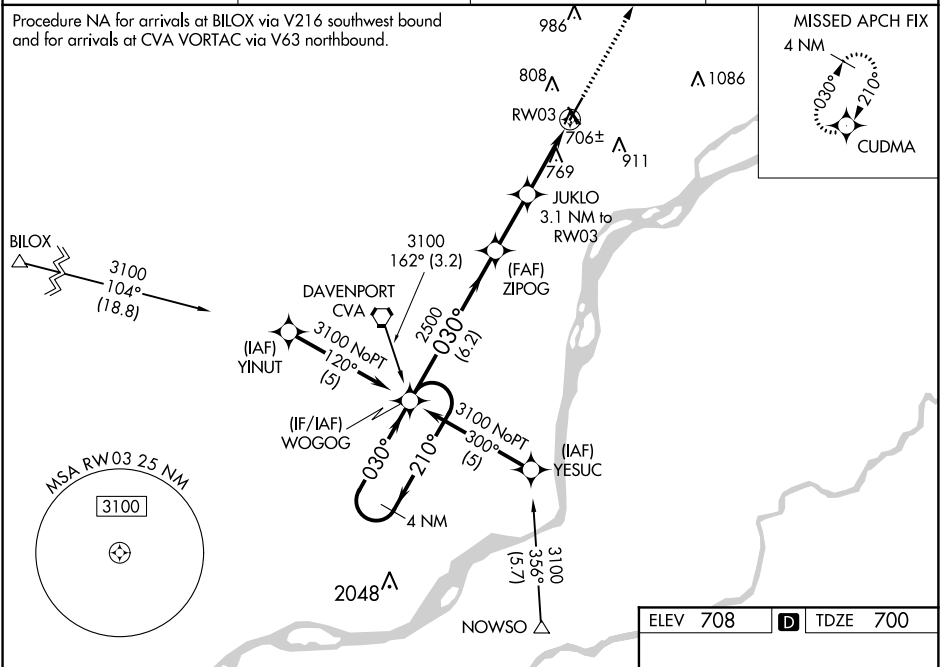 Procedure NA for arrivals at BILOX via V216 southwest bound
and for arrivals at CVA VORTAC via V63 northbound.
MISSED APCH FIX
4 NM
030°
210°
CUDMA
986
808
1086
RW03
706±
911
769
JUKLO
3.1 NM to
RW03
BILOX
3100
104°
(18.8)
3100
162° (3.2)
(FAF)
ZIPOG
DAVENPORT
CVA
2500
030°
(6.2)
(IAF)
YINUT
3100 NoPT
120°
(5)
(IF/IAF)
WOGOG
3100 NoPT
300°
(5)
(IAF)
YESUC
030°
210°
4 NM
MSA RW03 25 NM
3100
3100
356°
(5.7)
2048
NOWSO
ELEV 708 D TDZE 700